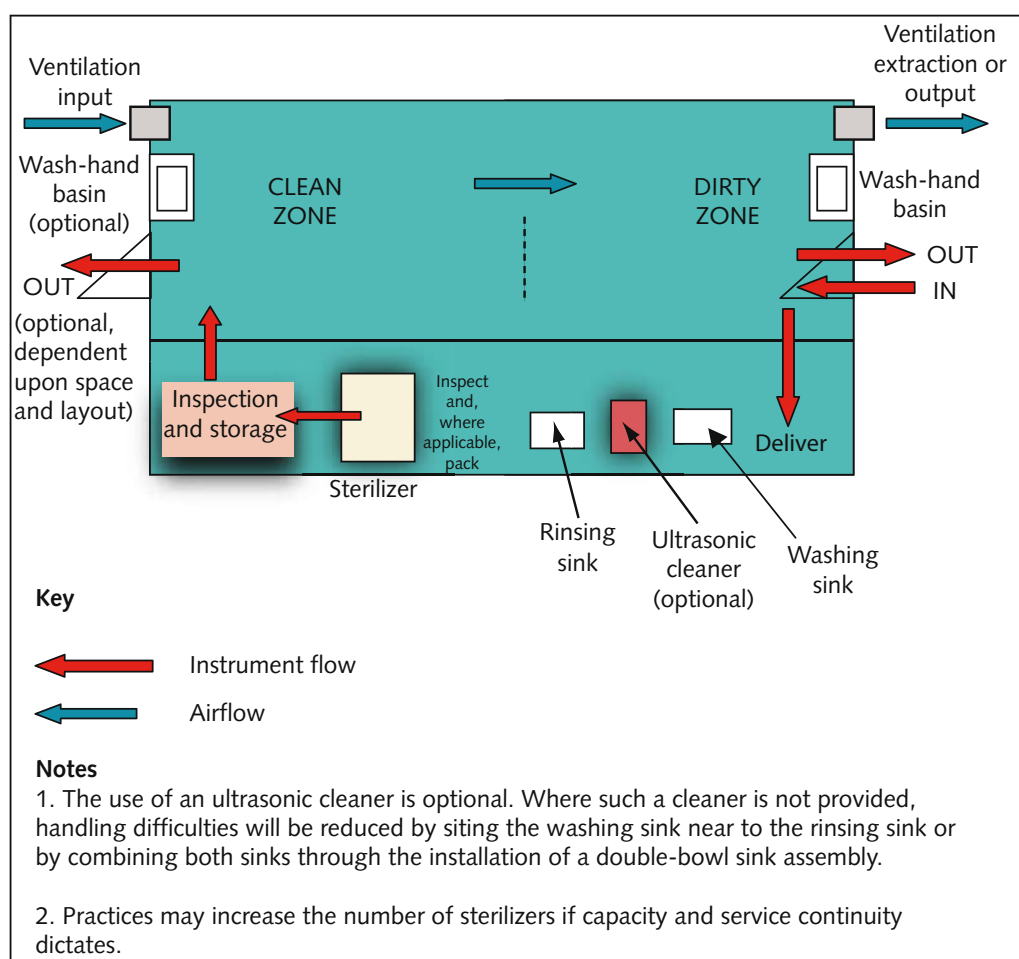 Ventilation
input
Ventilation
extraction or
output
Wash-hand
basin
(optional)
CLEAN
ZONE
DIRTY
ZONE
Wash-hand
basin
OUT
(optional,
dependent
upon space
and layout)
OUT
IN
Inspection
and storage
Sterilizer
Inspect
and,
where
applicable,
pack
Deliver
Rinsing
sink
Ultrasonic
cleaner
(optional)
Washing
sink
Key
Instrument flow
Airflow
Notes
1. The use of an ultrasonic cleaner is optional. Where such a cleaner is not provided,
handling difficulties will be reduced by siting the washing sink near to the rinsing sink or
by combining both sinks through the installation of a double-bowl sink assembly.
2. Practices may increase the number of sterilizers if capacity and service continuity
dictates.